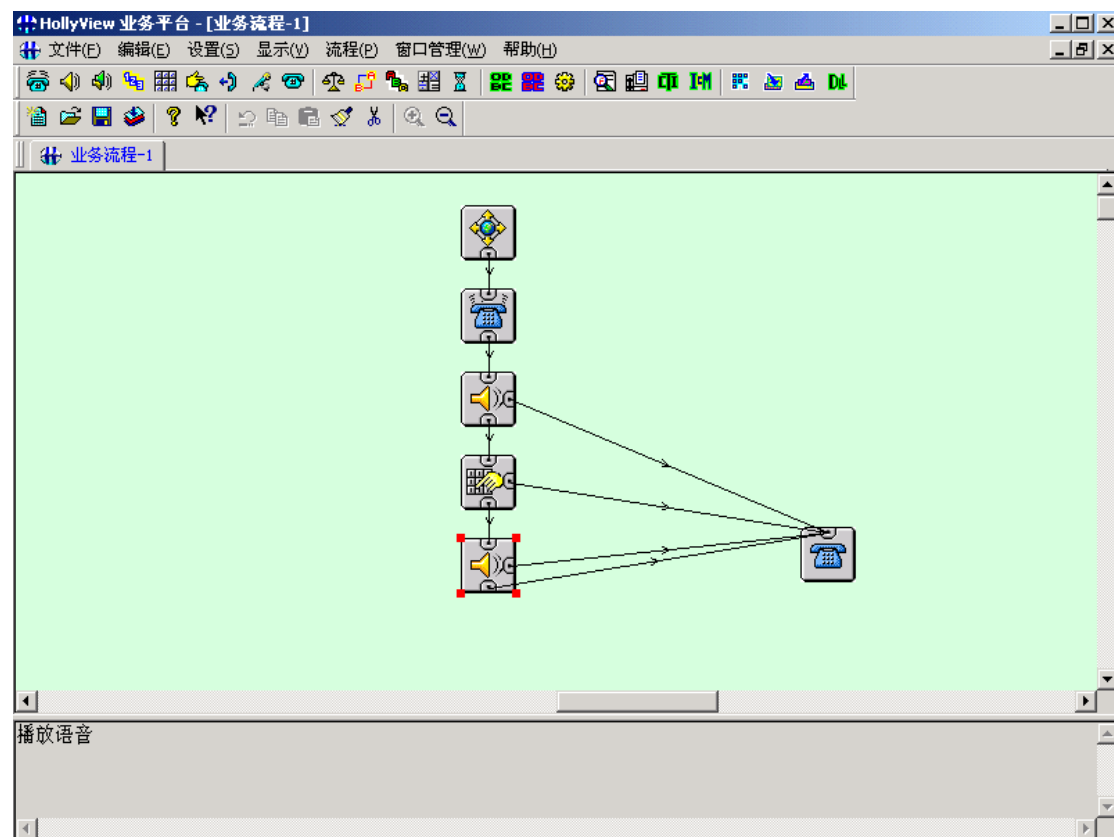 HollyView 业务平台 - [业务流程-1]
文件(F) 编辑(E) 设置(S) 显示(V) 流程(P) 窗口管理(W) 帮助(H)
业务流程-1
播放语音